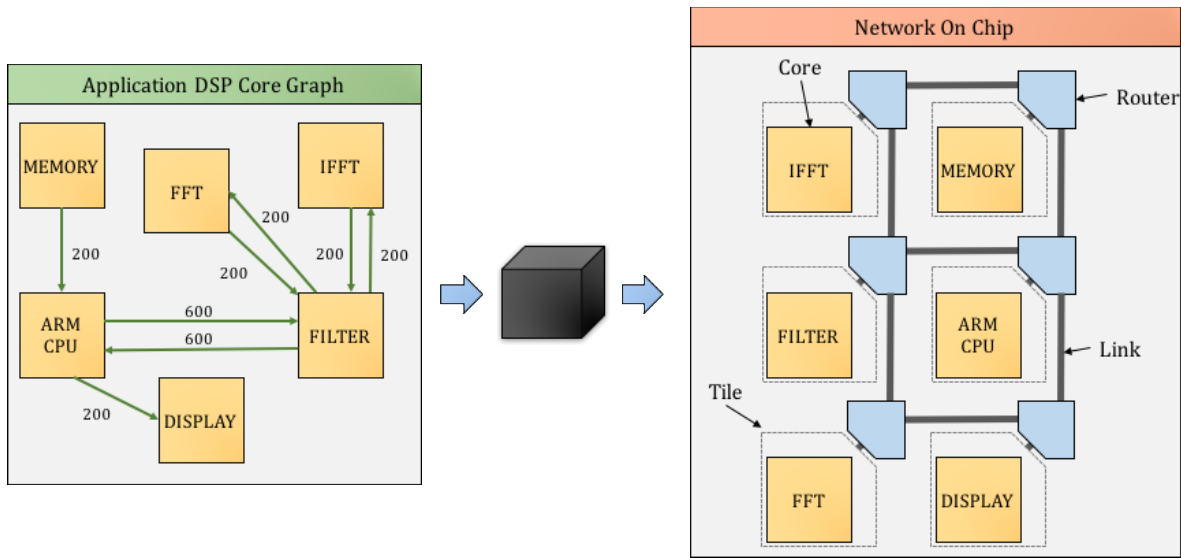 Application DSP Core Graph
MEMORY
FFT
IFFT
200
200
200
200
200
ARM
CPU
600
600
FILTER
200
DISPLAY
Network On Chip
Core
Router
IFFT
MEMORY
FILTER
ARM
CPU
Link
Tile
FFT
DISPLAY